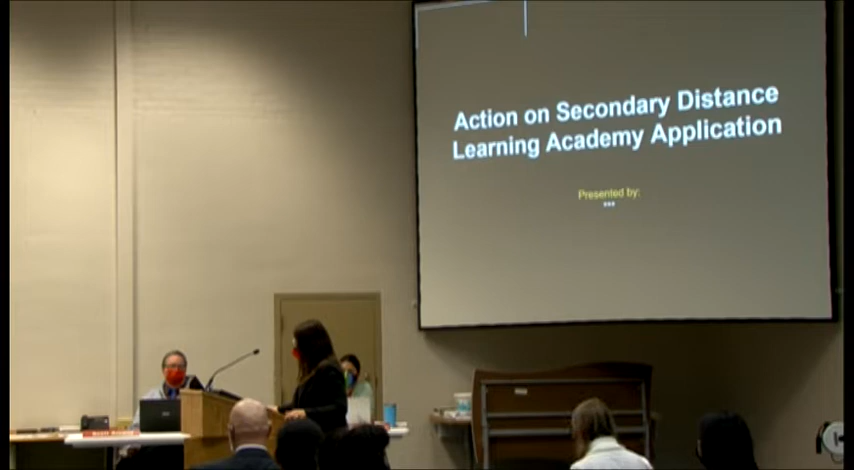 Action on Secondary Distance
Learning Academy Application
Presented by:
***